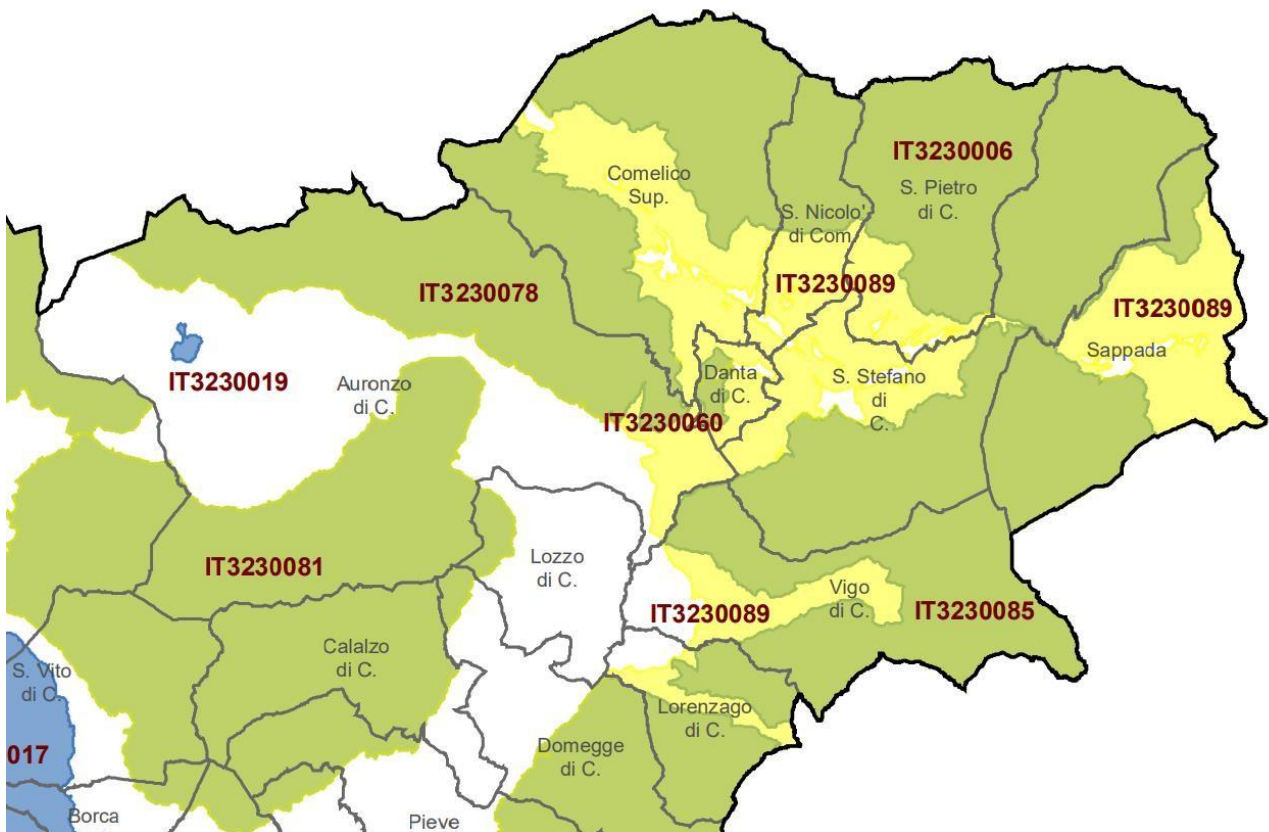 IT3230006
Comelico
Sup.
S. Pietro
di C.
S. Nicolo'
di Com
IT3230078
IT3230089
IT3230089
Sappada
IT3230019
Auronzo
di C.
Danta
di C.
S. Stefano
di
C.
IT3230060
Lozzo
di C.
IT3230081
Vigo
di C.
IT3230089
IT3230085
Calalzo
di C.
S. Vito
di C.
Lorenzago
di C.
Domegge
di C.
017
Borca
Pieve